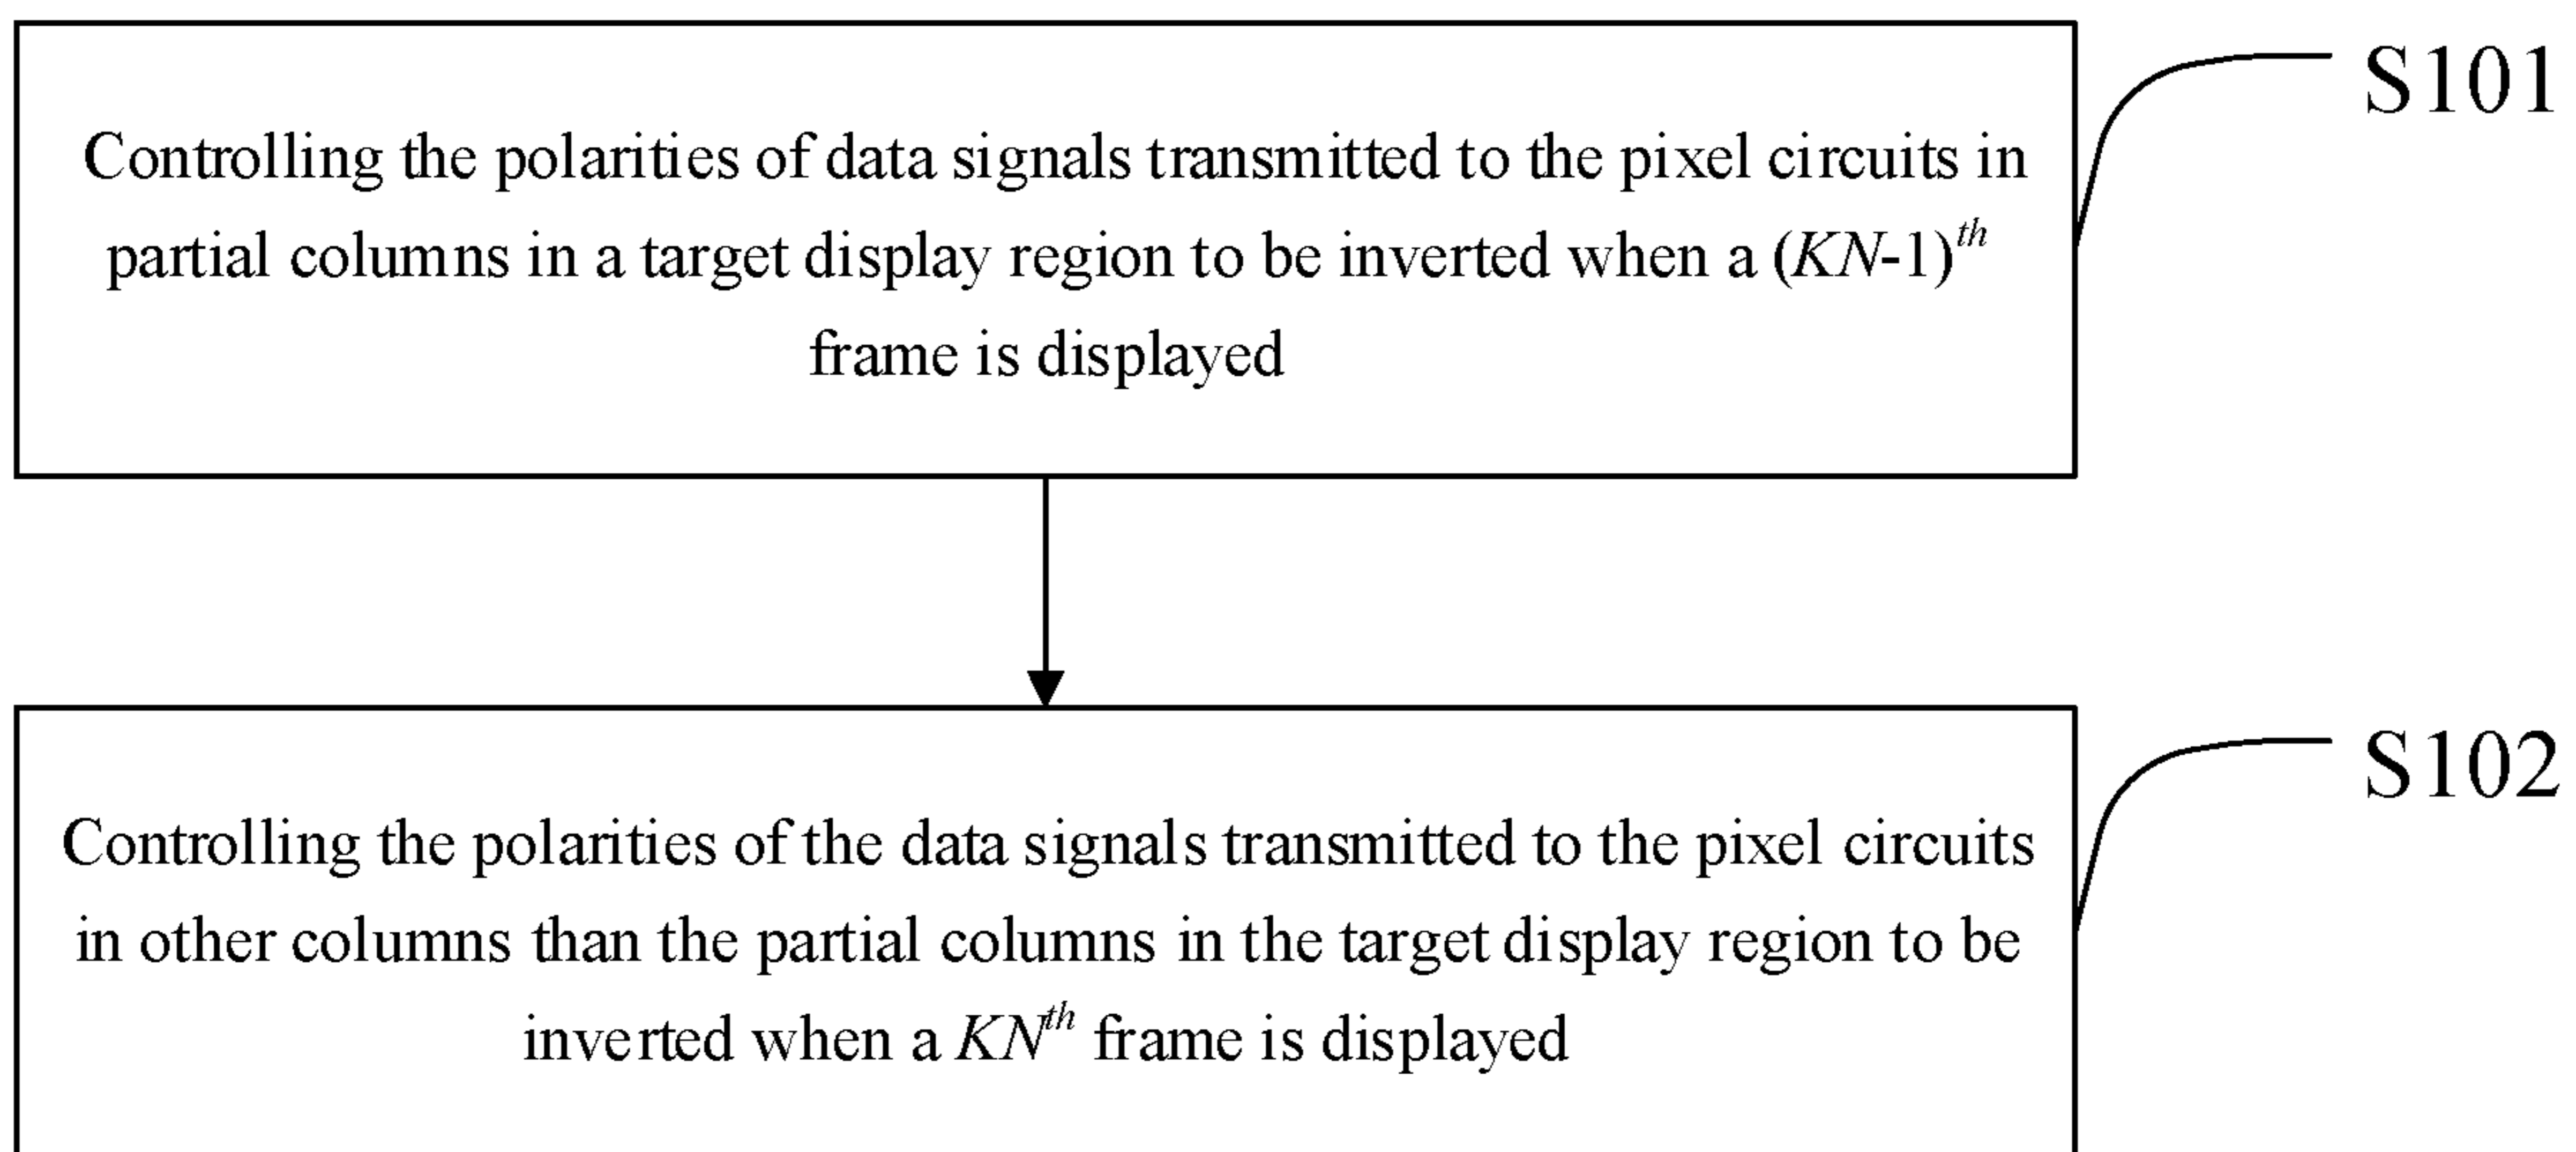 Controlling the polarities of data signals transmitted to the pixel circuits in
partial columns in a target display region to be inverted when a (KN-1)th
frame is displayed
S101
Controlling the polarities of the data signals transmitted to the pixel circuits
in other columns than the partial columns in the target display region to be
inverted when a KNth frame is displayed
S102